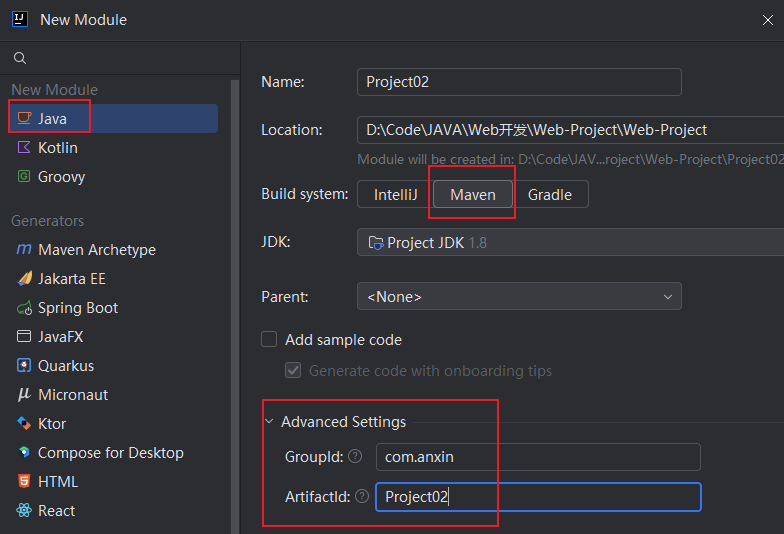 New Module
New Module
Java
Kotlin
Groovy
Generators
Maven Archetype
Jakarta EE
Spring Boot
JavaFX
Quarkus
Micronaut
Ktor
Compose for Desktop
HTML
React
Name: Project02
Location: D:\Code\JAVA\Web开发\Web-Project\Web-Project
Module will be created in: D:\Code\JAV...roject\Web-Project\Project02
Build system: IntelliJ Maven Gradle
JDK: Project JDK 1.8
Parent: <None>
Add sample code
Generate code with onboarding tips
Advanced Settings
GroupId: com.anxin
ArtifactId: Project02